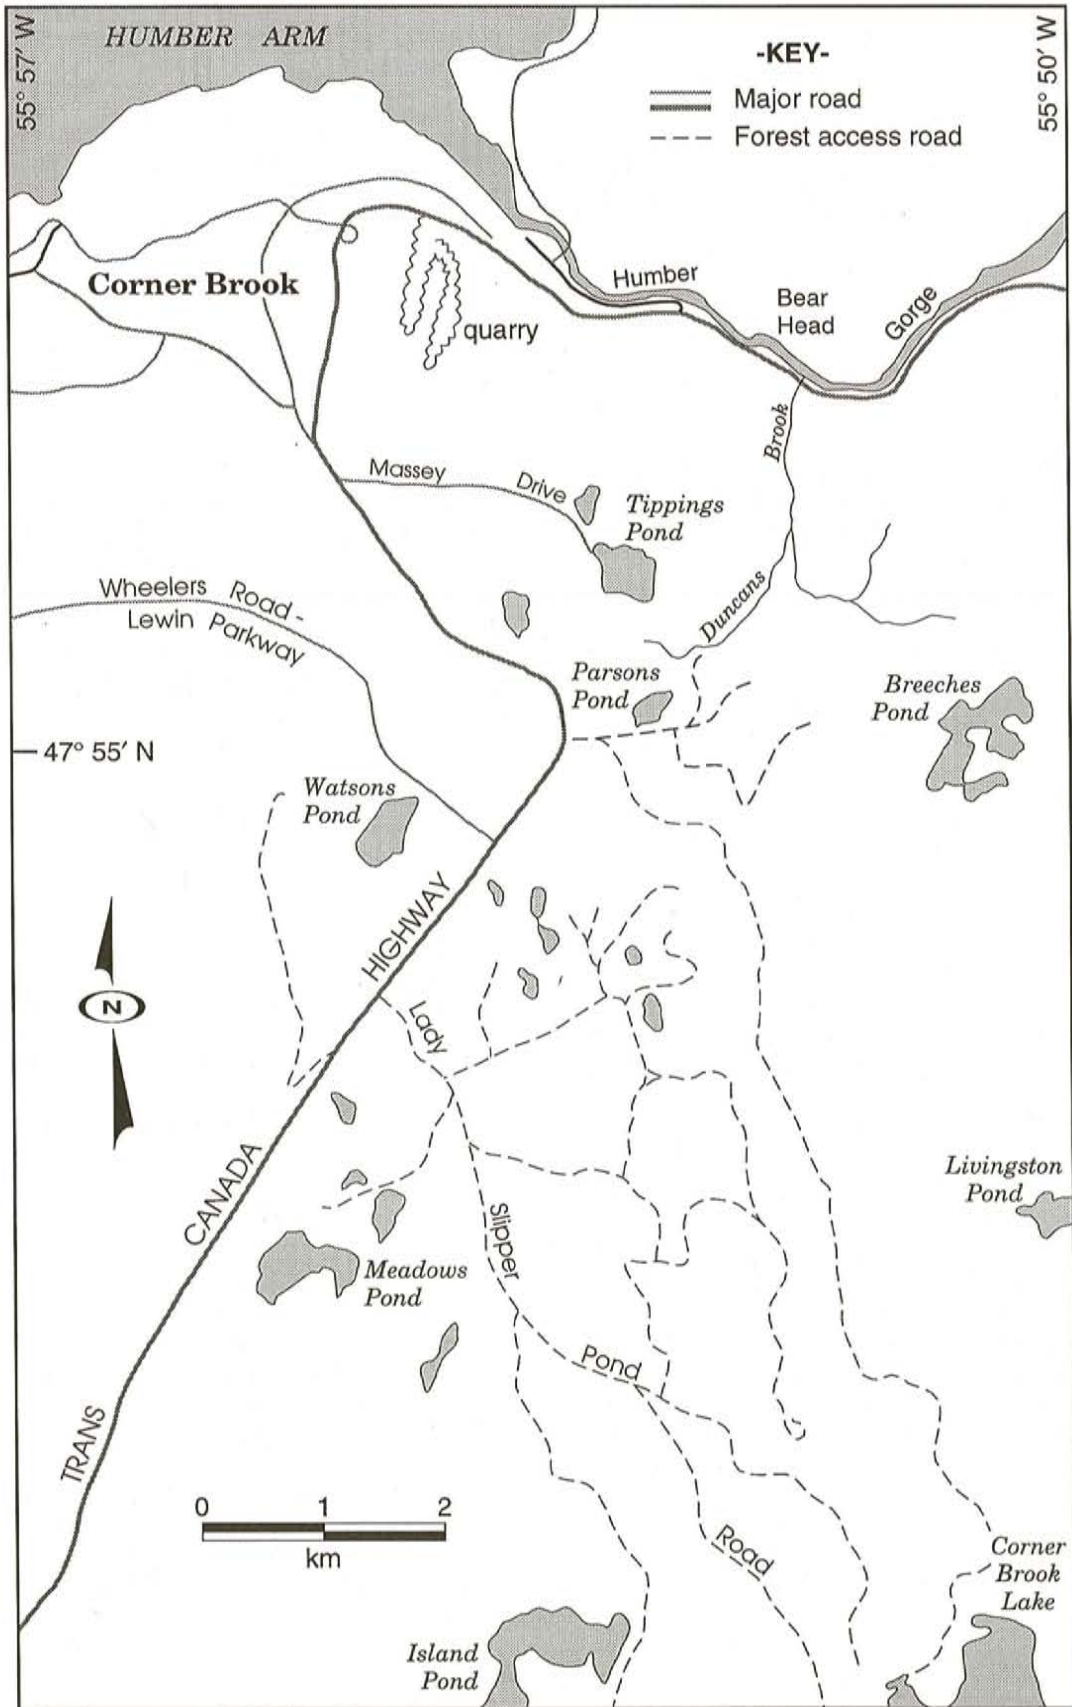 HUMBER ARM
55° 57′ W
-KEY-
Major road
Forest access road
55° 50′ W
Corner Brook
quarry
Humber
Bear
Head
Gorge
Brook
Massey
Drive
Tippings
Pond
Wheelers Road -
Lewin Parkway
Duncans
Parsons
Pond
Breeches
Pond
47° 55′ N
Watsons
Pond
HIGHWAY
N
Lady
CANADA
Livingston
Pond
Slipper
Meadows
Pond
Pond
TRANS
0 1 2
km
Road
Corner
Brook
Lake
Island
Pond